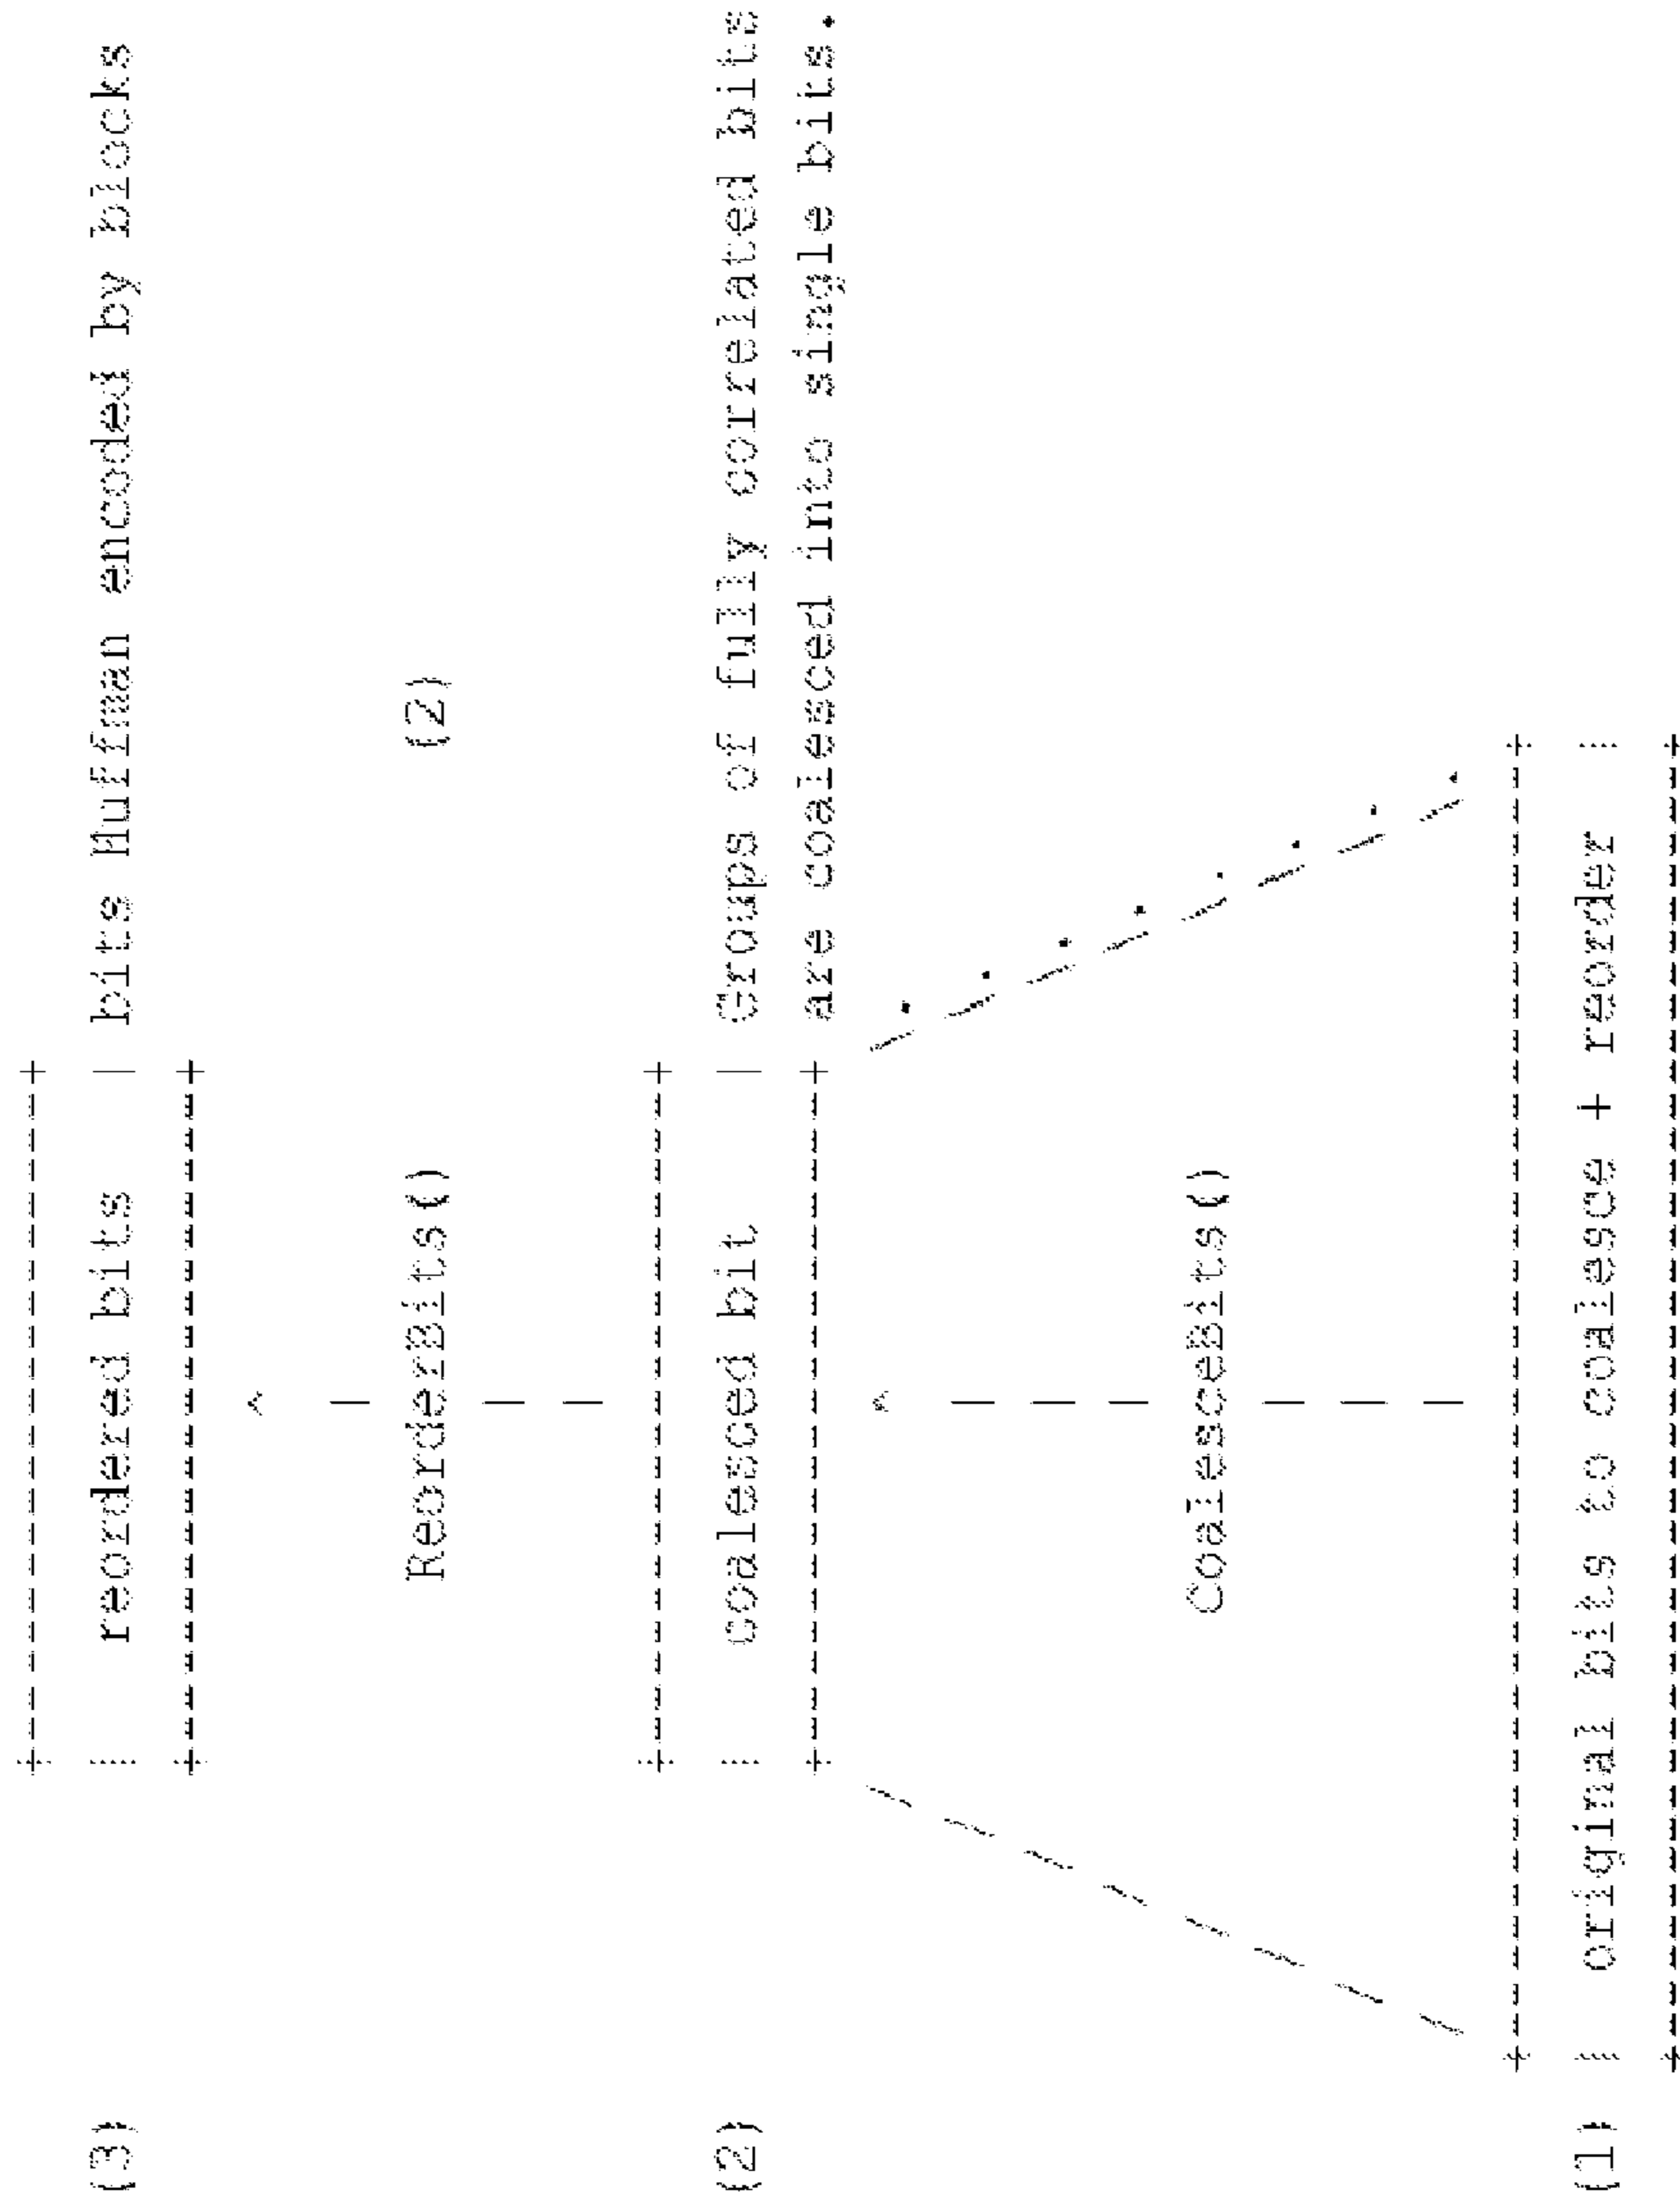 (3) | reordered bits | bits Huffman encoded by blocks
ReorderBits() (2)
(2) | coalesced bit | Groups of fully correlated bits
are coalesced into single bits.
CoalesceBits()
(1) | original bits to coalesce + reorder |